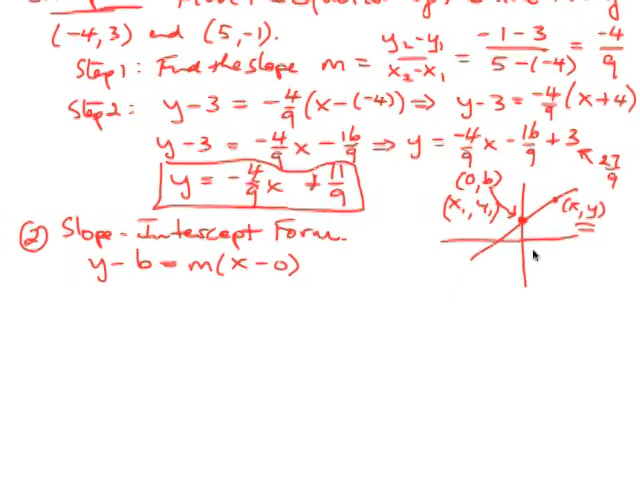 (-4, 3) and (5, -1).
Step 1: Find the slope m = y₂-y₁/x₂-x₁ = -1-3/5-(-4) = -4/9
Step 2: y-3 = -4/9(x-(-4)) ⇒ y-3 = -4/9(x+4)
y-3 = -4/9x - 16/9 ⇒ y = -4/9x - 16/9 + 3
27/9
y = -4/9x + 11/9
(0, b)
(x₁, y₁)
(x, y)
② Slope-Intercept Form.
y-b = m(x-0)